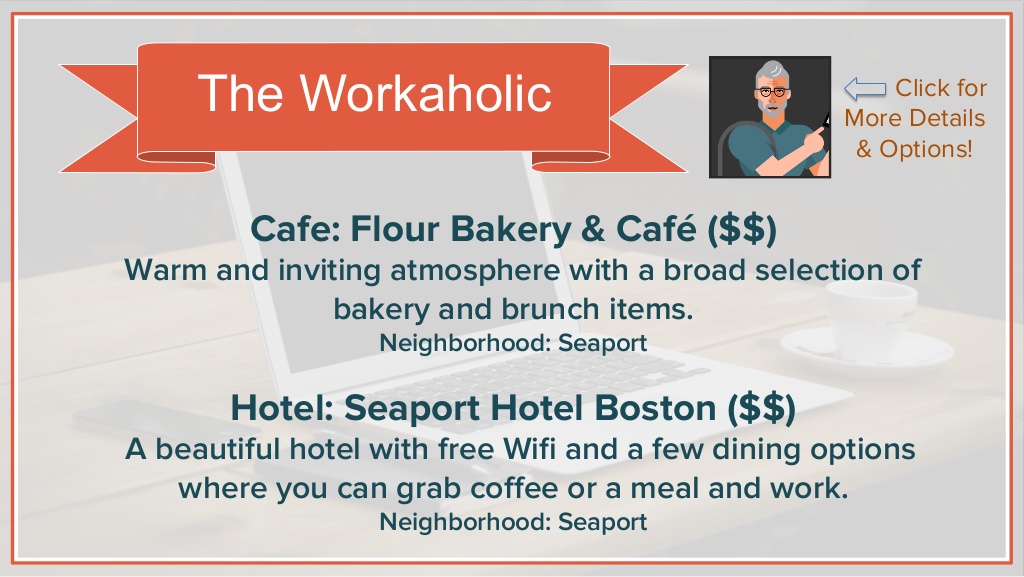 The Workaholic
Click for
More Details
& Options!
Cafe: Flour Bakery & Café ($$)
Warm and inviting atmosphere with a broad selection of
bakery and brunch items.
Neighborhood: Seaport
Hotel: Seaport Hotel Boston ($$)
A beautiful hotel with free Wifi and a few dining options
where you can grab coffee or a meal and work.
Neighborhood: Seaport